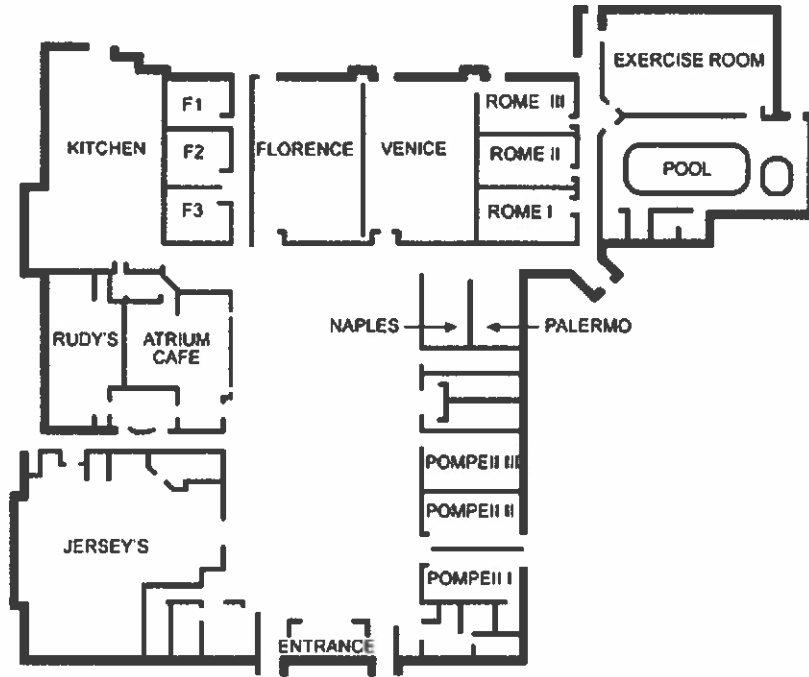 EXERCISE ROOM
F1
ROME III
KITCHEN
F2
FLORENCE
VENICE
ROME II
POOL
F3
ROME I
NAPLES
PALERMO
RUDY'S
ATRIUM
CAFE
POMPEII III
POMPEII II
JERSEY'S
POMPEII I
ENTRANCE